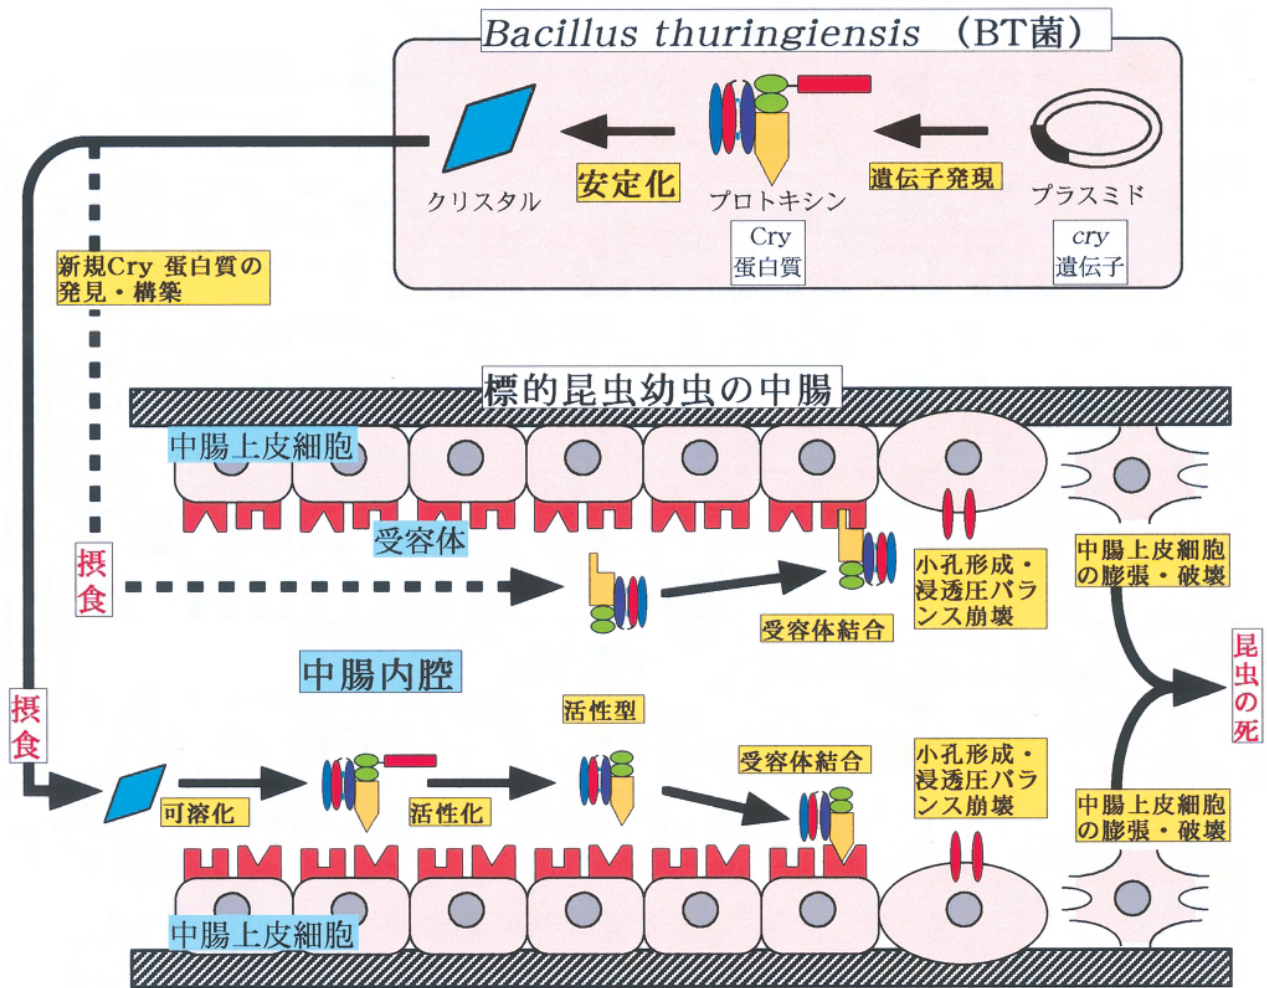 Bacillus thuringiensis （BT菌）
クリスタル
安定化
プロトキシン
Cry
蛋白質
遺伝子発現
プラスミド
cry
遺伝子
新規Cry 蛋白質の
発見・構築
標的昆虫幼虫の中腸
中腸上皮細胞
受容体
摂
食
受容体結合
小孔形成・
浸透圧バラ
ンス崩壊
中腸上皮細胞
の膨張・破壊
中腸内腔
昆
虫
の
死
摂
食
可溶化
活性化
活性型
受容体結合
小孔形成・
浸透圧バラ
ンス崩壊
中腸上皮細胞
の膨張・破壊
中腸上皮細胞